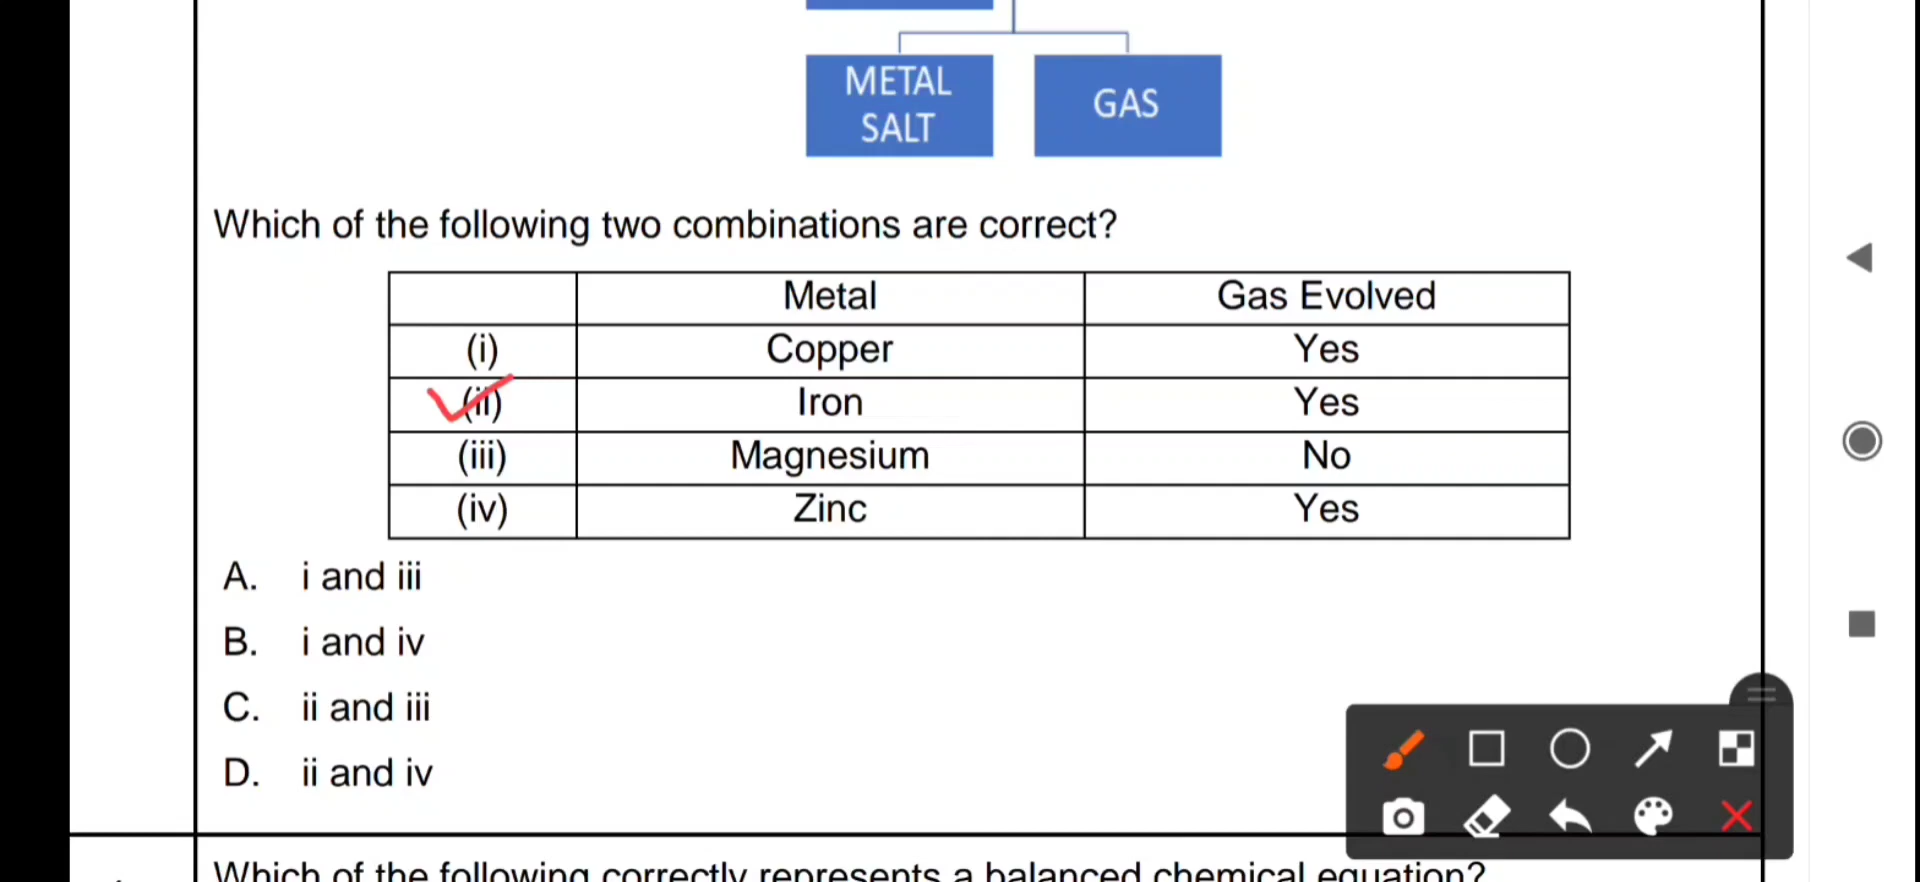 METAL
SALT
GAS
Which of the following two combinations are correct?
Metal Gas Evolved
(i) Copper Yes
(ii) Iron Yes
(iii) Magnesium No
(iv) Zinc Yes
A. i and iii
B. i and iv
C. ii and iii
D. ii and iv
Which of the following correctly represents a balanced chemical equation?